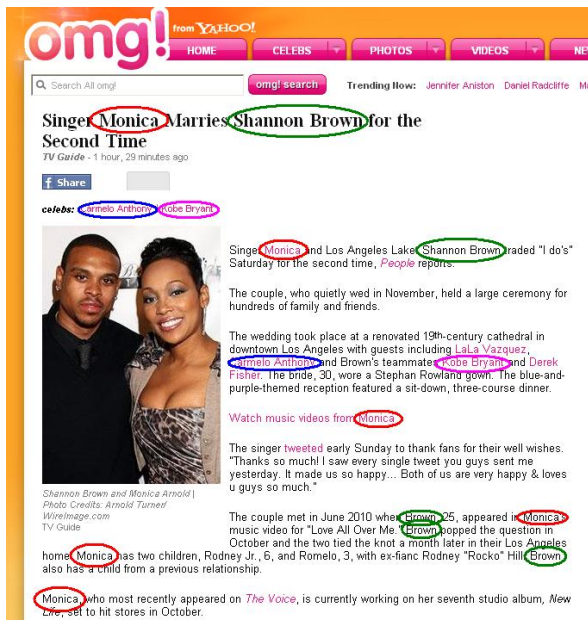 omg! from YAHOO!
HOME CELEBS PHOTOS VIDEOS NE
Search All omg! omg! search Trending Now: Jennifer Aniston Daniel Radcliffe M
Singer Monica Marries Shannon Brown for the
Second Time
TV Guide - 1 hour, 29 minutes ago
f Share
celebs: Carmelo Anthony Kobe Bryant
Singer Monica and Los Angeles Laker Shannon Brown traded "I do's"
Saturday for the second time, People reports.
The couple, who quietly wed in November, held a large ceremony for
hundreds of family and friends.
The wedding took place at a renovated 19th-century cathedral in
downtown Los Angeles with guests including LaLa Vazquez,
Carmelo Anthony and Brown's teammates Kobe Bryant and Derek
Fisher. The bride, 30, wore a Stephan Rowland gown. The blue-and-
purple-themed reception featured a sit-down, three-course dinner.
Watch music videos from Monica
The singer tweeted early Sunday to thank fans for their well wishes.
"Thanks so much! I saw every single tweet you guys sent me
yesterday. It made us so happy... Both of us are very happy & loves
u guys so much."
Shannon Brown and Monica Arnold |
Photo Credits: Arnold Turner/
WireImage.com
TV Guide
The couple met in June 2010 when Brown, 25, appeared in Monica's
music video for "Love All Over Me." Brown popped the question in
October and the two tied the knot a month later in their Los Angeles
home. Monica has two children, Rodney Jr., 6, and Romelo, 3, with ex-fianc Rodney "Rocko" Hill. Brown
also has a child from a previous relationship.
Monica, who most recently appeared on The Voice, is currently working on her seventh studio album, New
Life, set to hit stores in October.